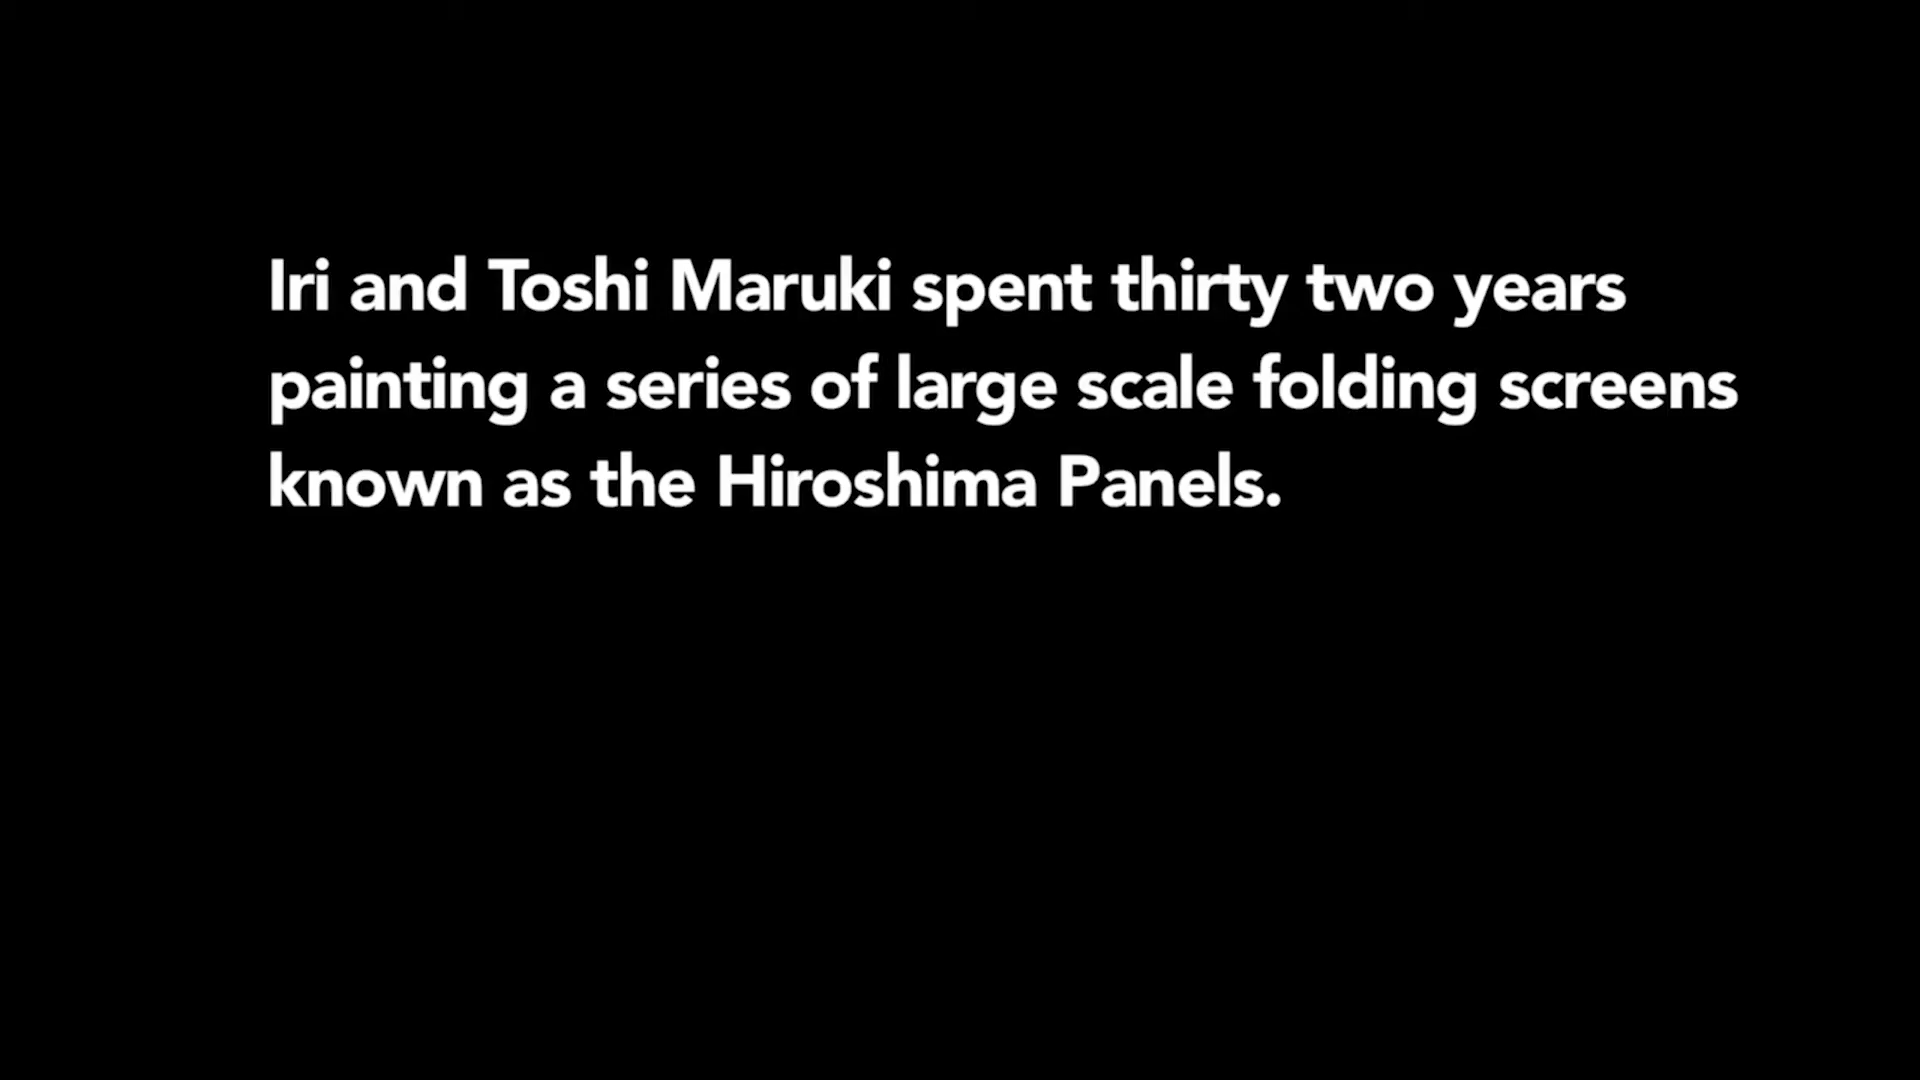 Iri and Toshi Maruki spent thirty two years
painting a series of large scale folding screens
known as the Hiroshima Panels.